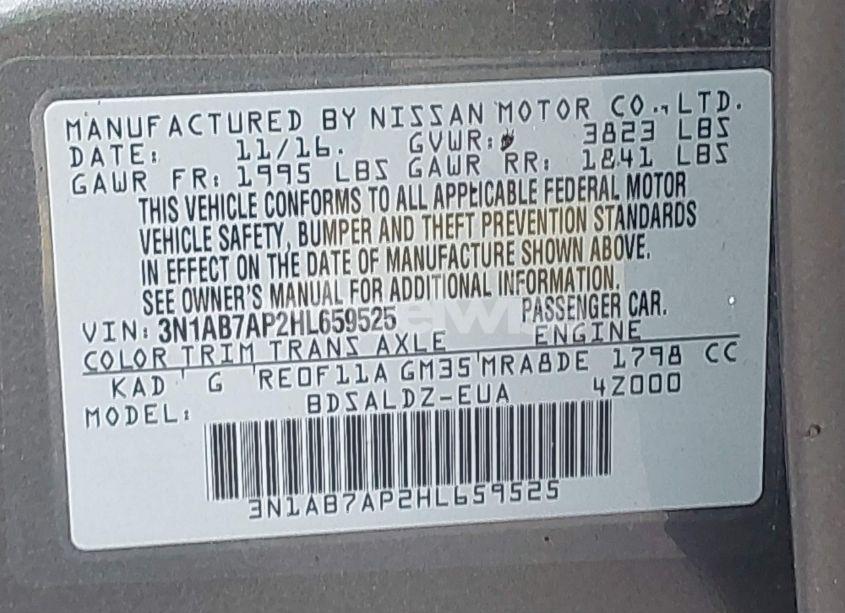 MANUFACTURED BY NISSAN MOTOR CO., LTD.
DATE: 11/16. GVWR: 3823 LBS
GAWR FR: 1995 LBS GAWR RR: 1841 LBS
THIS VEHICLE CONFORMS TO ALL APPLICABLE FEDERAL MOTOR
VEHICLE SAFETY, BUMPER AND THEFT PREVENTION STANDARDS
IN EFFECT ON THE DATE OF MANUFACTURE SHOWN ABOVE.
SEE OWNER'S MANUAL FOR ADDITIONAL INFORMATION.
VIN: 3N1AB7AP2HL659525 PASSENGER CAR.
COLOR TRIM TRANS AXLE ENGINE
KAD G RE0F11A GM35 MRA8DE 1798 CC
MODEL: BDSALDZ-EUA 4Z000
3N1AB7AP2HL659525